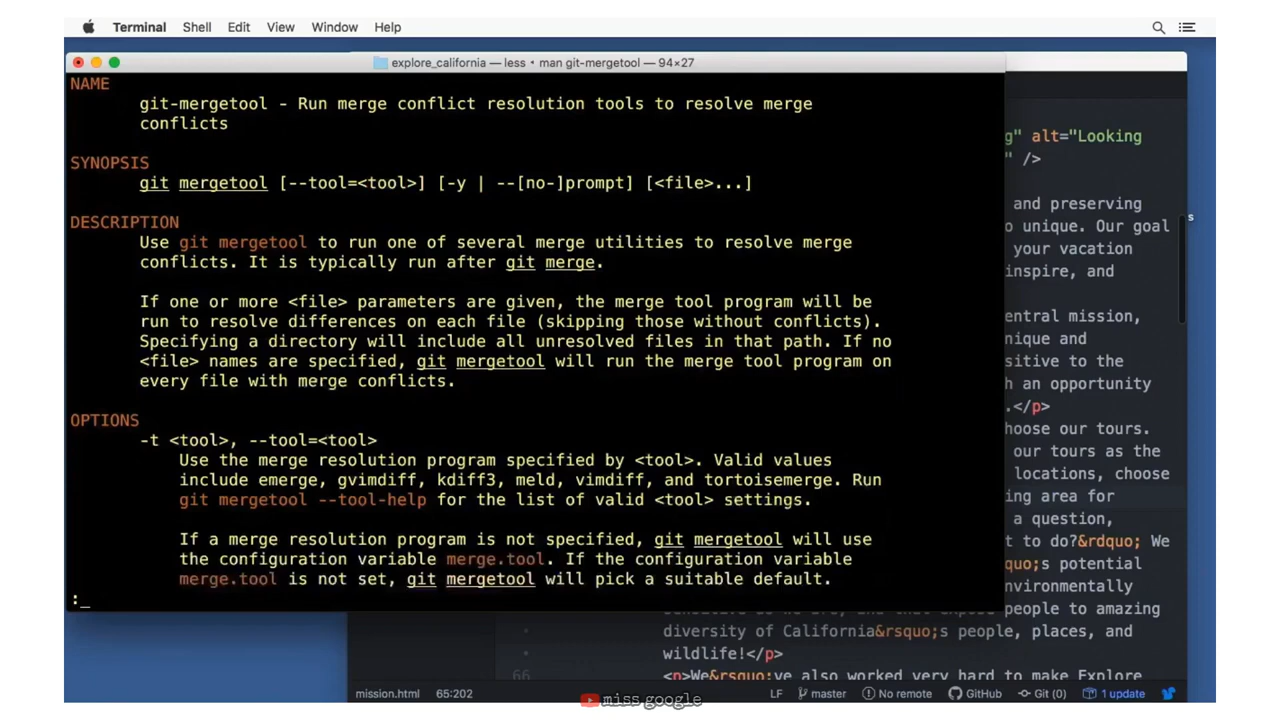 Terminal Shell Edit View Window Help
explore_california — less • man git-mergetool — 94×27
NAME
git-mergetool - Run merge conflict resolution tools to resolve merge
conflicts
SYNOPSIS
git mergetool [--tool=<tool>] [-y | --[no-]prompt] [<file>...]
DESCRIPTION
Use git mergetool to run one of several merge utilities to resolve merge
conflicts. It is typically run after git merge.
If one or more <file> parameters are given, the merge tool program will be
run to resolve differences on each file (skipping those without conflicts).
Specifying a directory will include all unresolved files in that path. If no
<file> names are specified, git mergetool will run the merge tool program on
every file with merge conflicts.
OPTIONS
-t <tool>, --tool=<tool>
Use the merge resolution program specified by <tool>. Valid values
include emerge, gvimdiff, kdiff3, meld, vimdiff, and tortoisemerge. Run
git mergetool --tool-help for the list of valid <tool> settings.
If a merge resolution program is not specified, git mergetool will use
the configuration variable merge.tool. If the configuration variable
merge.tool is not set, git mergetool will pick a suitable default.
:_
g" alt="Looking
" />
and preserving
o unique. Our goal
your vacation
inspire, and
entral mission,
nique and
sitive to the
h an opportunity
.</p>
hoose our tours.
our tours as the
locations, choose
ing area for
a question,
t to do?&rdquo; We
quo;s potential
nvironmentally
people to amazing
diversity of California&rsquo;s people, places, and
wildlife!</p>
66 <p>We&rsquo;ve also worked very hard to make Explore
mission.html 65:202 LF master No remote GitHub Git (0) 1 update
miss google